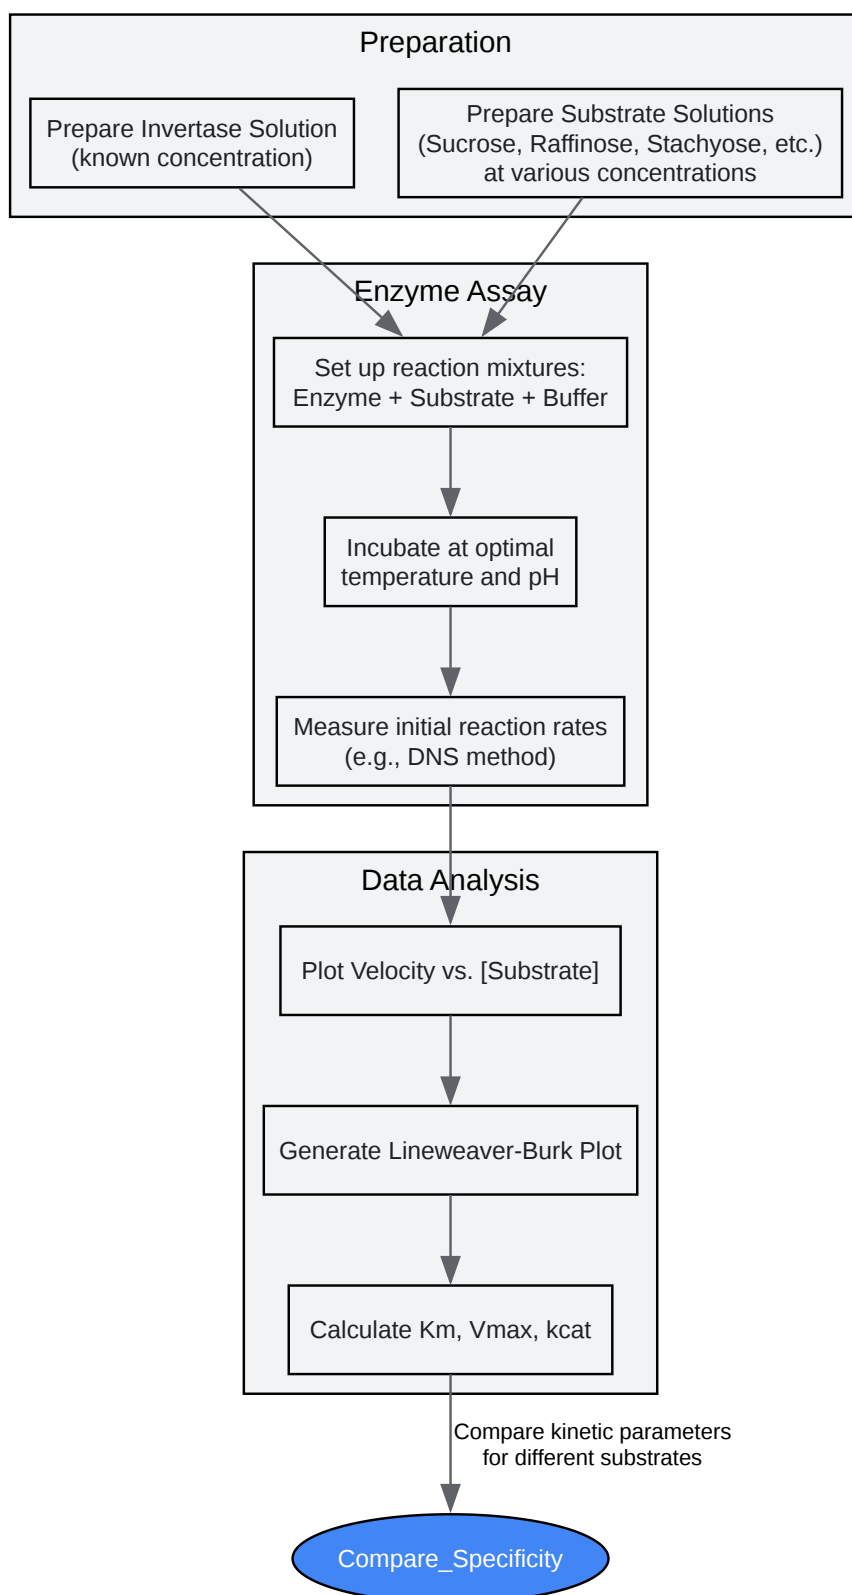 Preparation
Prepare Invertase Solution
(known concentration)
Prepare Substrate Solutions
(Sucrose, Raffinose, Stachyose, etc.)
at various concentrations
Enzyme Assay
Set up reaction mixtures:
Enzyme + Substrate + Buffer
Incubate at optimal
temperature and pH
Measure initial reaction rates
(e.g., DNS method)
Data Analysis
Plot Velocity vs. [Substrate]
Generate Lineweaver-Burk Plot
Calculate Km, Vmax, kcat
Compare kinetic parameters
for different substrates
Compare_Specificity